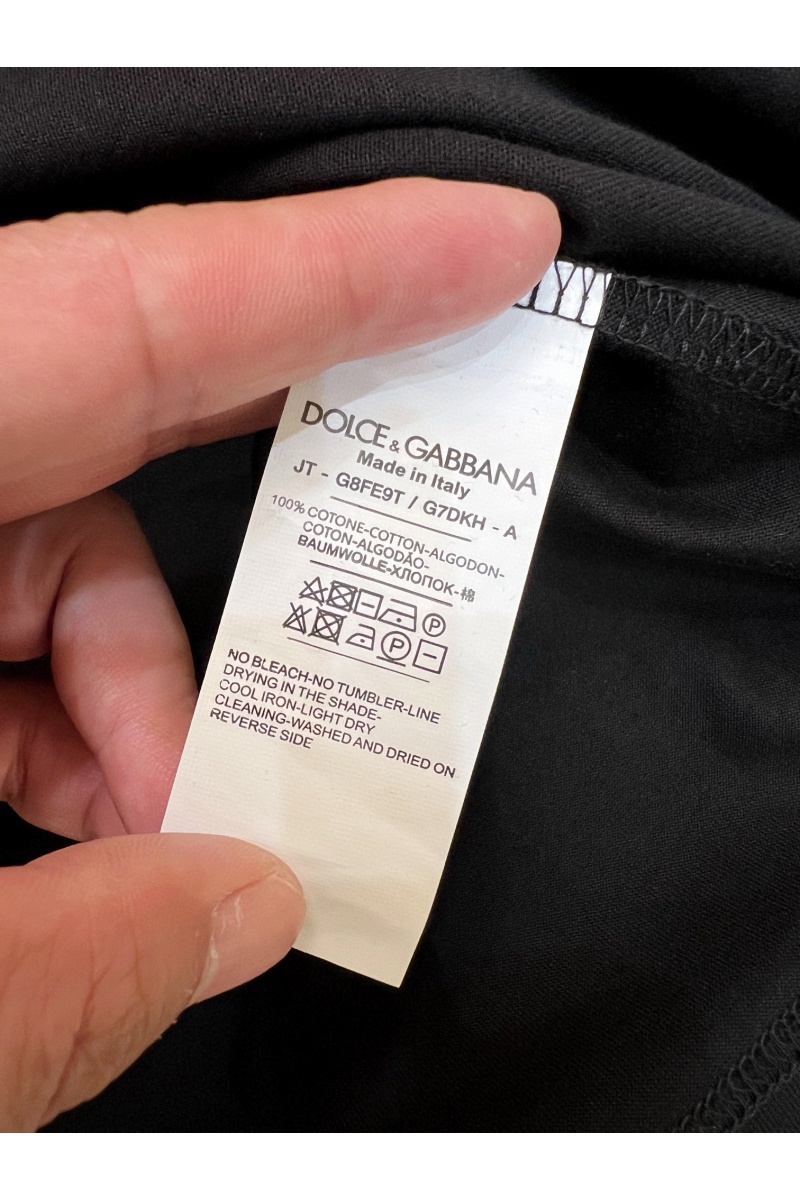 DOLCE & GABBANA
Made in Italy
JT - G8FE9T / G7DKH - A
100% COTONE-COTTON-ALGODON-
COTON-ALGODÃO-
BAUMWOLLE-ХЛОПОК-棉
P
P
NO BLEACH-NO TUMBLER-LINE
DRYING IN THE SHADE-
COOL IRON-LIGHT DRY
CLEANING-WASHED AND DRIED ON
REVERSE SIDE